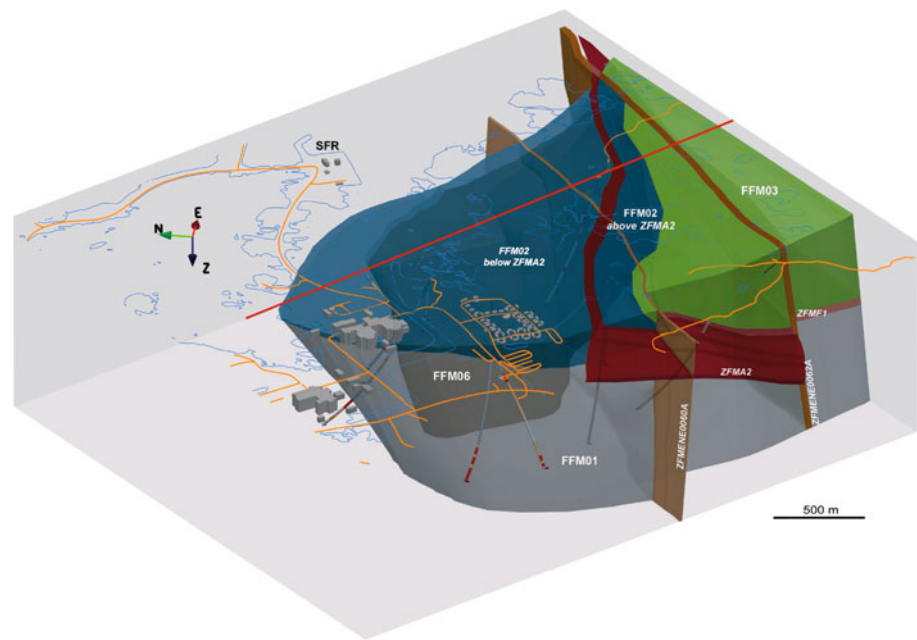 SFR
E
N
Z
FFM03
FFM02
above ZFMA2
FFM02
below ZFMA2
ZFMF1
ZFMA2
FFM06
ZFMENE0062A
ZFMENE0060A
FFM01
500 m